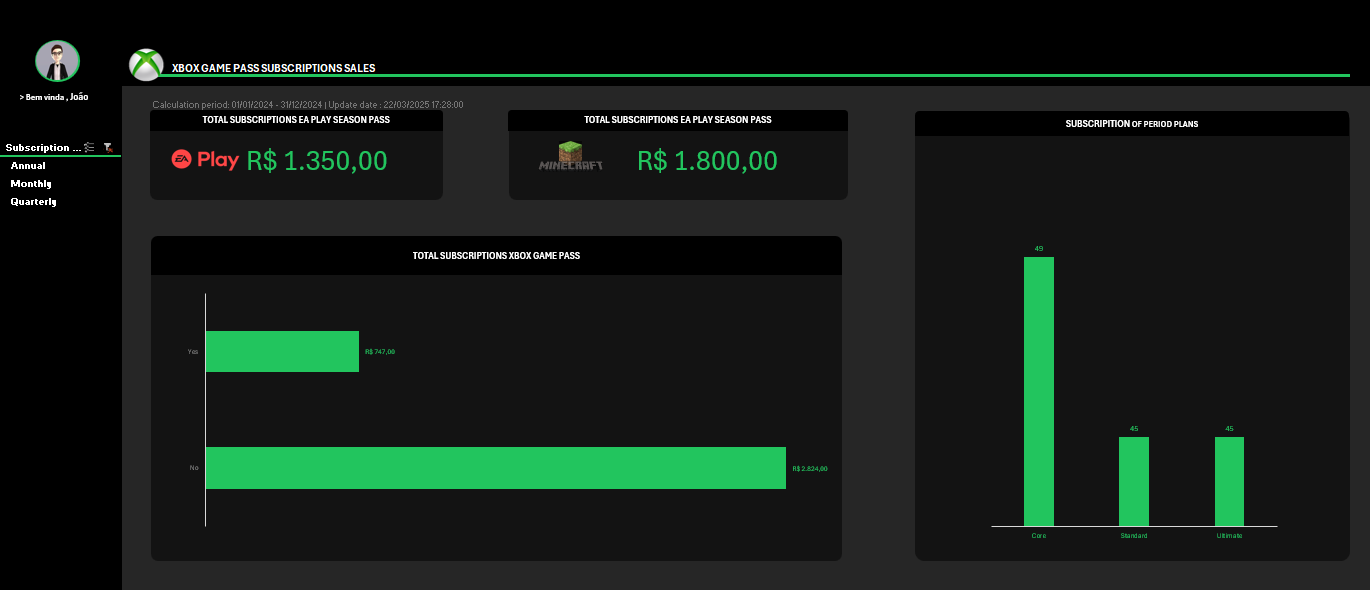 XBOX GAME PASS SUBSCRIPTIONS SALES
> Bem vinda , João
Subscription ...
Annual
Monthly
Quarterly
Calculation period: 01/01/2024 - 31/12/2024 | Update date : 22/03/2025 17:28:00
TOTAL SUBSCRIPTIONS EA PLAY SEASON PASS
EA Play R$ 1.350,00
TOTAL SUBSCRIPTIONS EA PLAY SEASON PASS
MINECRAFT R$ 1.800,00
TOTAL SUBSCRIPTIONS XBOX GAME PASS
Yes R$ 747,00
No R$ 2.824,00
SUBSCRIPITION OF PERIOD PLANS
49
45
45
Core
Standard
Ultimate